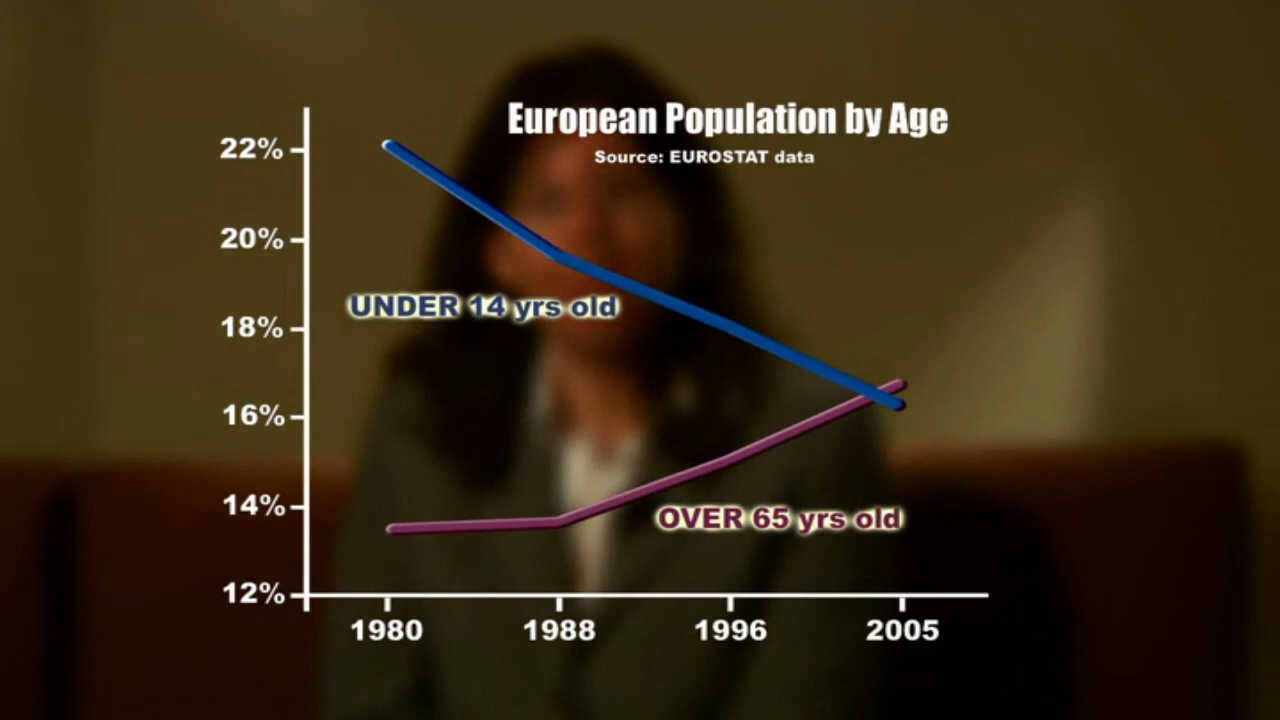 European Population by Age
Source: EUROSTAT data
22%
20%
UNDER 14 yrs old
18%
16%
14%
OVER 65 yrs old
12%
1980 1988 1996 2005